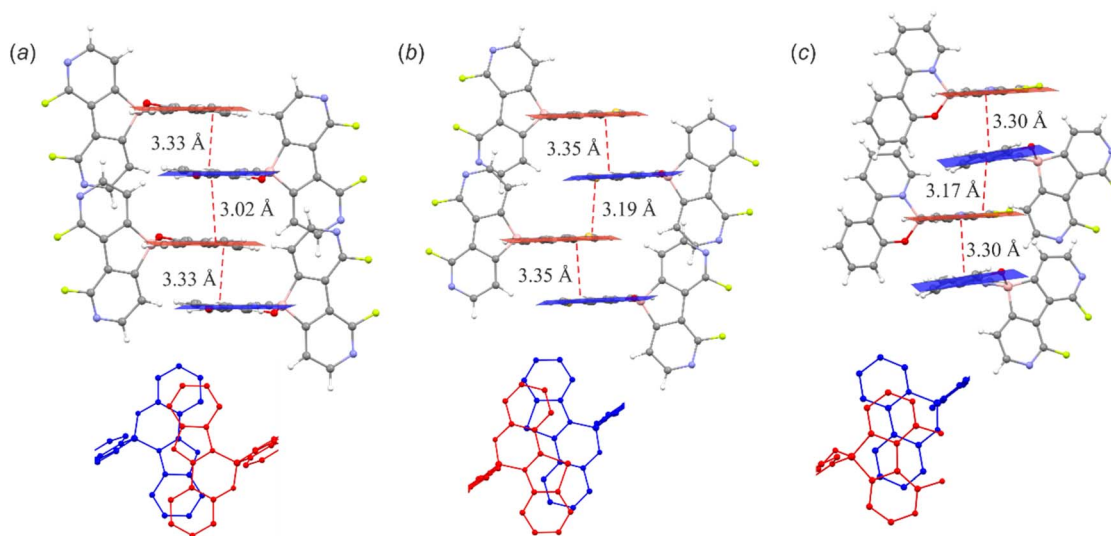 (a)
3.33 Å
3.02 Å
3.33 Å
(b)
3.35 Å
3.19 Å
3.35 Å
(c)
3.30 Å
3.17 Å
3.30 Å